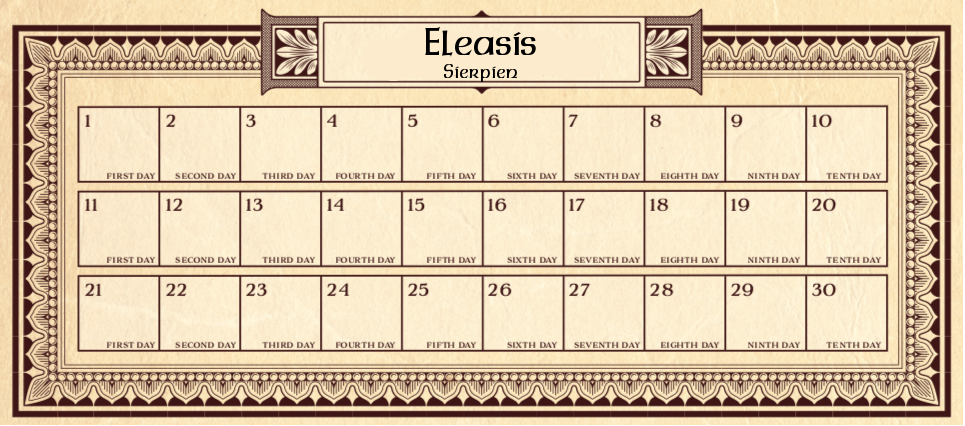 Eleasís
Sierpień
1 2 3 4 5 6 7 8 9 10
FIRST DAY SECOND DAY THIRD DAY FOURTH DAY FIFTH DAY SIXTH DAY SEVENTH DAY EIGHTH DAY NINTH DAY TENTH DAY
11 12 13 14 15 16 17 18 19 20
FIRST DAY SECOND DAY THIRD DAY FOURTH DAY FIFTH DAY SIXTH DAY SEVENTH DAY EIGHTH DAY NINTH DAY TENTH DAY
21 22 23 24 25 26 27 28 29 30
FIRST DAY SECOND DAY THIRD DAY FOURTH DAY FIFTH DAY SIXTH DAY SEVENTH DAY EIGHTH DAY NINTH DAY TENTH DAY